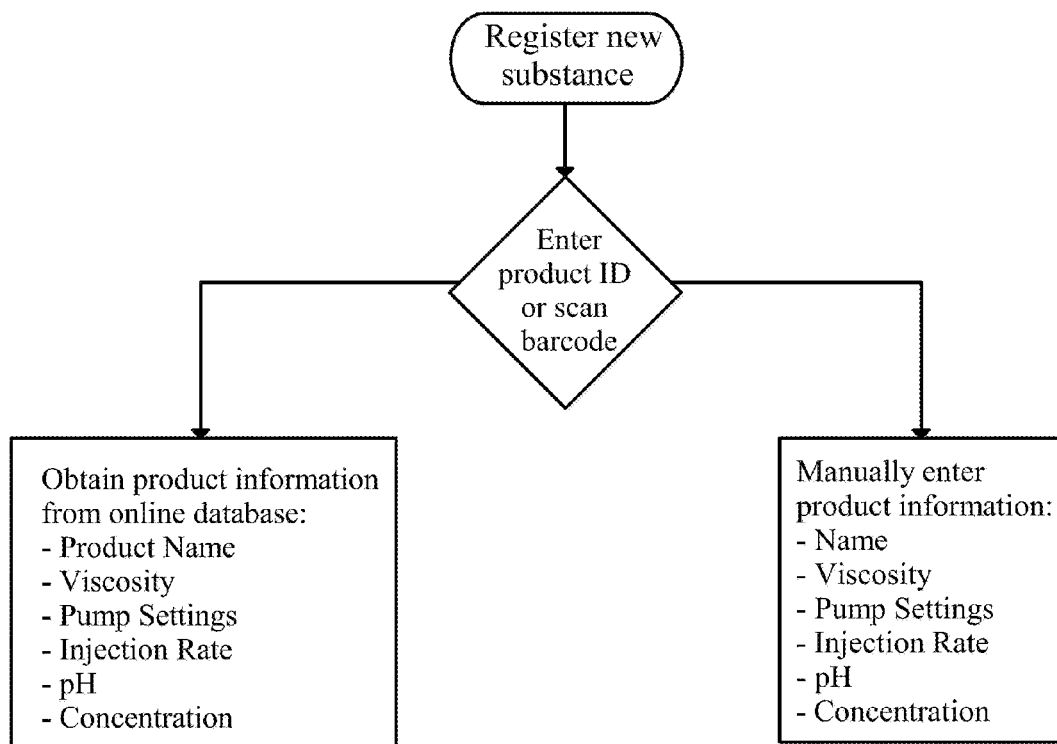 Register new
substance
Enter
product ID
or scan
barcode
Obtain product information
from online database:
- Product Name
- Viscosity
- Pump Settings
- Injection Rate
- pH
- Concentration
Manually enter
product information:
- Name
- Viscosity
- Pump Settings
- Injection Rate
- pH
- Concentration